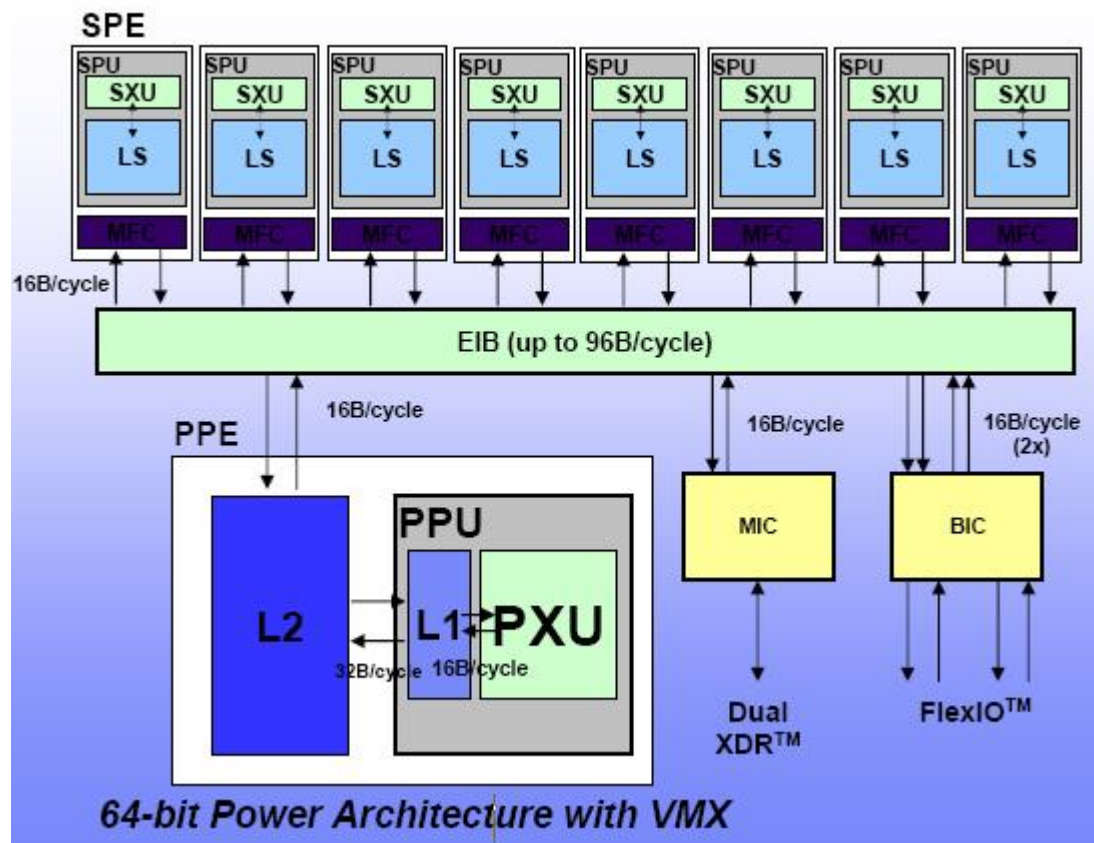 SPE
SPU SPU SPU SPU SPU SPU SPU SPU
SXU SXU SXU SXU SXU SXU SXU SXU
LS LS LS LS LS LS LS LS
MFC MFC MFC MFC MFC MFC MFC MFC
16B/cycle
EIB (up to 96B/cycle)
16B/cycle 16B/cycle 16B/cycle
(2x)
PPE
PPU
MIC BIC
L2 L1 PXU
32B/cycle 16B/cycle
Dual
XDR™
FlexIO™
64-bit Power Architecture with VMX